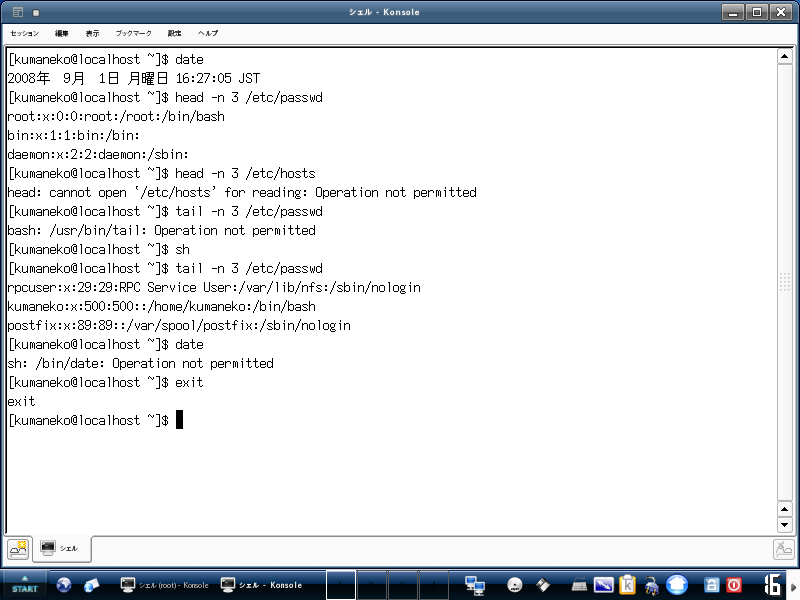 シェル - Konsole
セッション 編集 表示 ブックマーク 設定 ヘルプ
[kumaneko@localhost ~]$ date
2008年  9月  1日 月曜日 16:27:05 JST
[kumaneko@localhost ~]$ head -n 3 /etc/passwd
root:x:0:0:root:/root:/bin/bash
bin:x:1:1:bin:/bin:
daemon:x:2:2:daemon:/sbin:
[kumaneko@localhost ~]$ head -n 3 /etc/hosts
head: cannot open ‘/etc/hosts’ for reading: Operation not permitted
[kumaneko@localhost ~]$ tail -n 3 /etc/passwd
bash: /usr/bin/tail: Operation not permitted
[kumaneko@localhost ~]$ sh
[kumaneko@localhost ~]$ tail -n 3 /etc/passwd
rpcuser:x:29:29:RPC Service User:/var/lib/nfs:/sbin/nologin
kumaneko:x:500:500::/home/kumaneko:/bin/bash
postfix:x:89:89::/var/spool/postfix:/sbin/nologin
[kumaneko@localhost ~]$ date
sh: /bin/date: Operation not permitted
[kumaneko@localhost ~]$ exit
exit
[kumaneko@localhost ~]$
シェル
START シェル (root) - Konsole シェル - Konsole 16